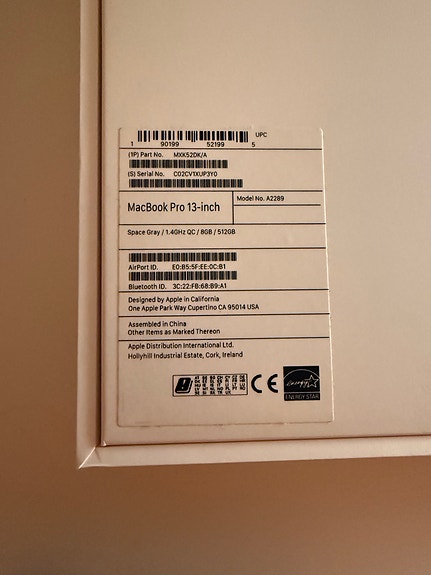 UPC
1 90199 52199 5
(1P) Part No. MXK52DK/A
(S) Serial No. C02CV1XUP3Y0
MacBook Pro 13-inch
Model No. A2289
Space Gray / 1.4GHz QC / 8GB / 512GB
AirPort ID. E0:B5:5F:EE:0C:B1
Bluetooth ID. 3C:22:FB:68:B9:A1
Designed by Apple in California
One Apple Park Way Cupertino CA 95014 USA
Assembled in China
Other Items as Marked Thereon
Apple Distribution International Ltd.
Hollyhill Industrial Estate, Cork, Ireland
CE
energy
ENERGY STAR